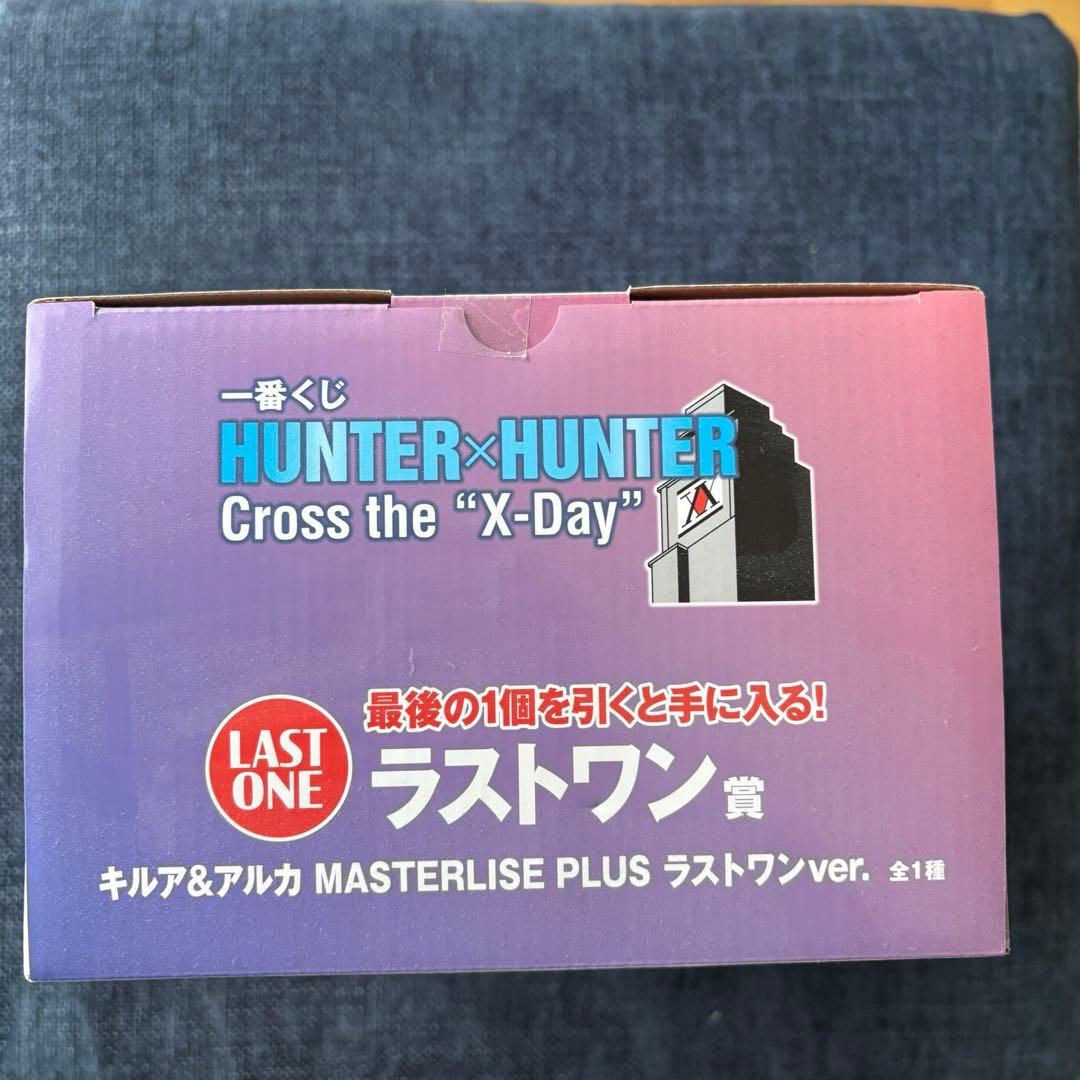 一番くじ
HUNTER×HUNTER
Cross the “X-Day”
LAST
ONE
最後の1個を引くと手に入る!
ラストワン賞
キルア&アルカ MASTERLISE PLUS ラストワンver. 全1種